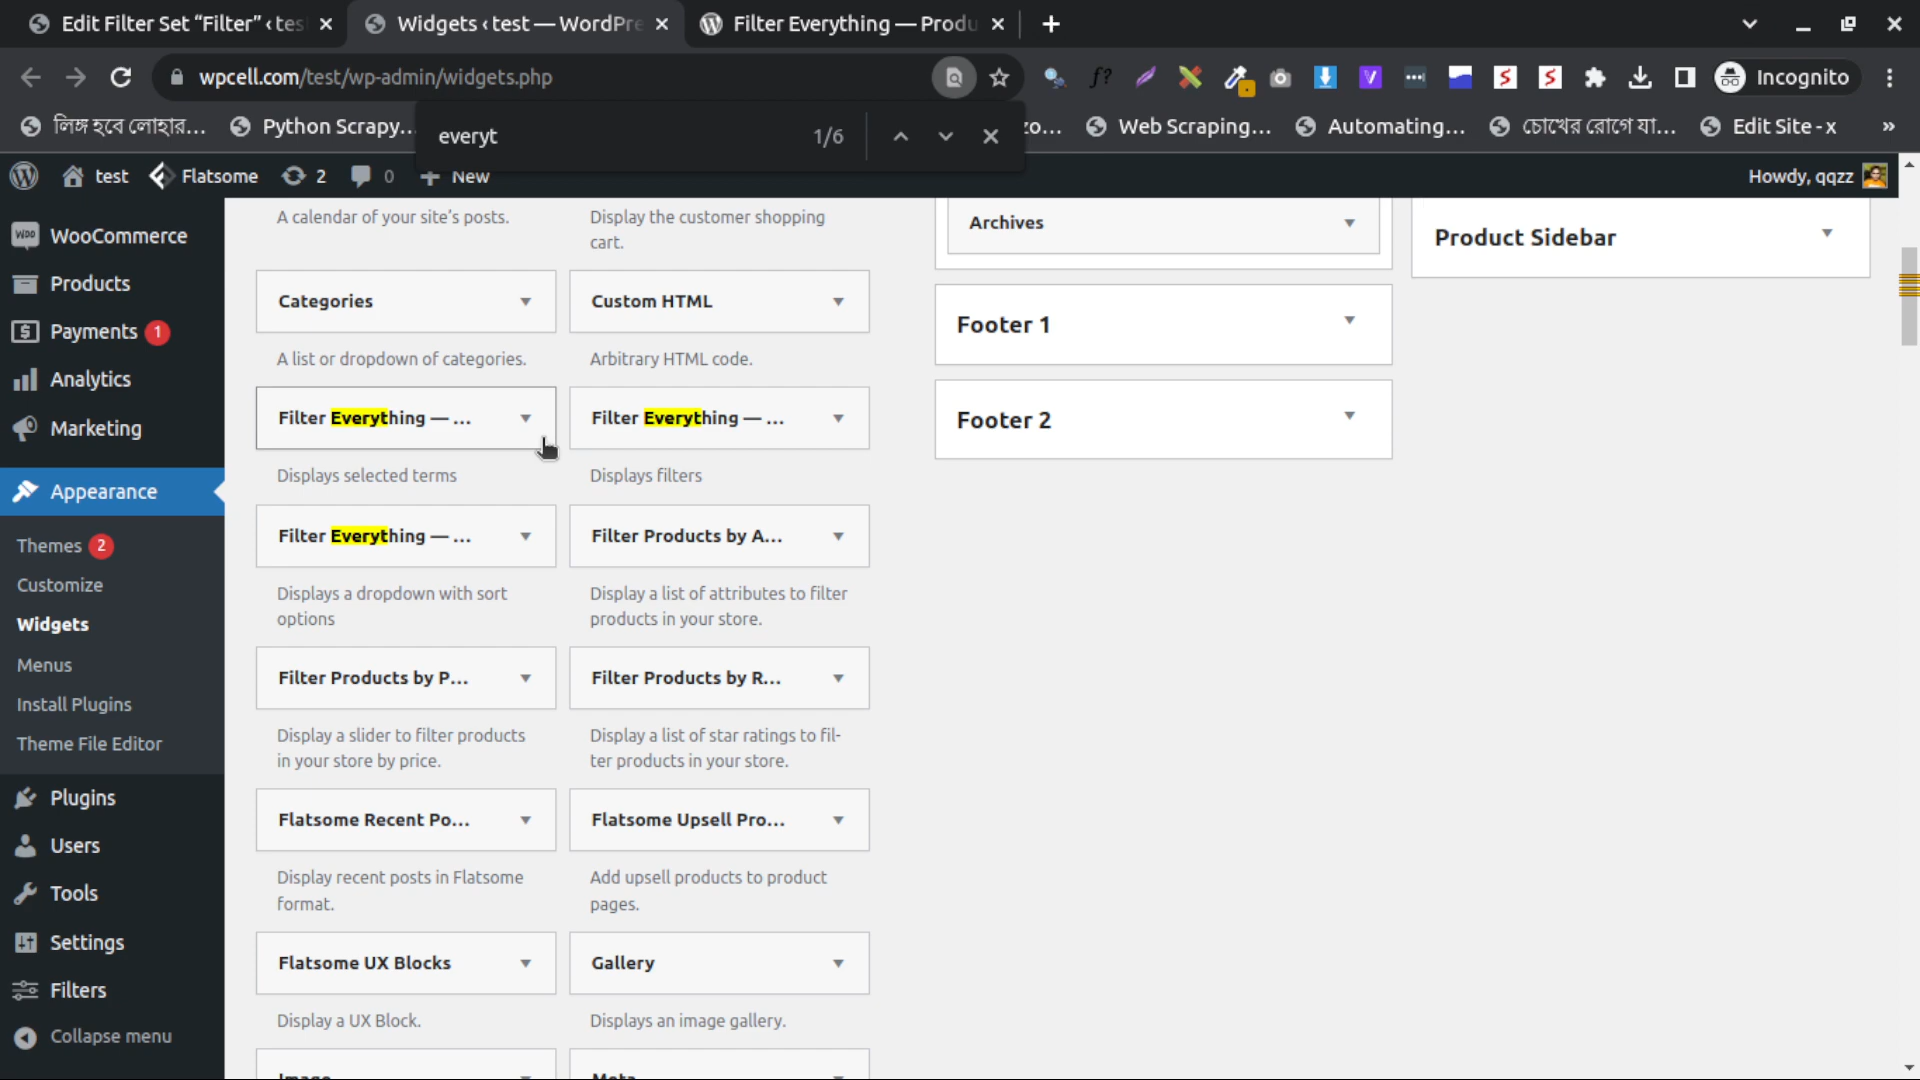 Edit Filter Set “Filter” ‹ tes
Widgets ‹ test — WordPre
Filter Everything — Produ
wpcell.com/test/wp-admin/widgets.php
Incognito
লিঙ্গ হবে লোহার...
Python Scrapy...
co...
Web Scraping...
Automating...
চোখের রোগে যা...
Edit Site - x
»
everyt
1/6
test
Flatsome
2
0
New
Howdy, qqzz
WooCommerce
Products
Payments 1
Analytics
Marketing
Appearance
Themes 2
Customize
Widgets
Menus
Install Plugins
Theme File Editor
Plugins
Users
Tools
Settings
Filters
Collapse menu
A calendar of your site's posts.
Display the customer shopping
cart.
Categories
Custom HTML
A list or dropdown of categories.
Arbitrary HTML code.
Filter Everything — ...
Filter Everything — ...
Displays selected terms
Displays filters
Filter Everything — ...
Filter Products by A...
Displays a dropdown with sort
options
Display a list of attributes to filter
products in your store.
Filter Products by P...
Filter Products by R...
Display a slider to filter products
in your store by price.
Display a list of star ratings to fil-
ter products in your store.
Flatsome Recent Po...
Flatsome Upsell Pro...
Display recent posts in Flatsome
format.
Add upsell products to product
pages.
Flatsome UX Blocks
Gallery
Display a UX Block.
Displays an image gallery.
Image
Meta
Archives
Footer 1
Footer 2
Product Sidebar